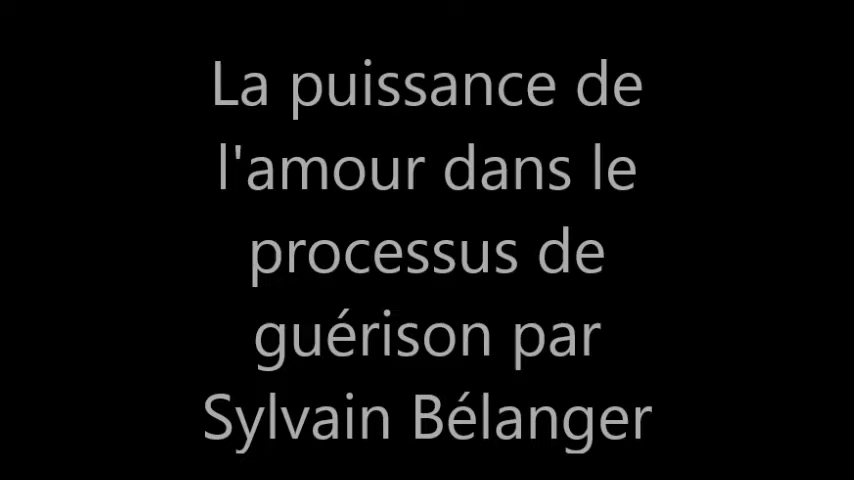 La puissance de
l'amour dans le
processus de
guérison par
Sylvain Bélanger